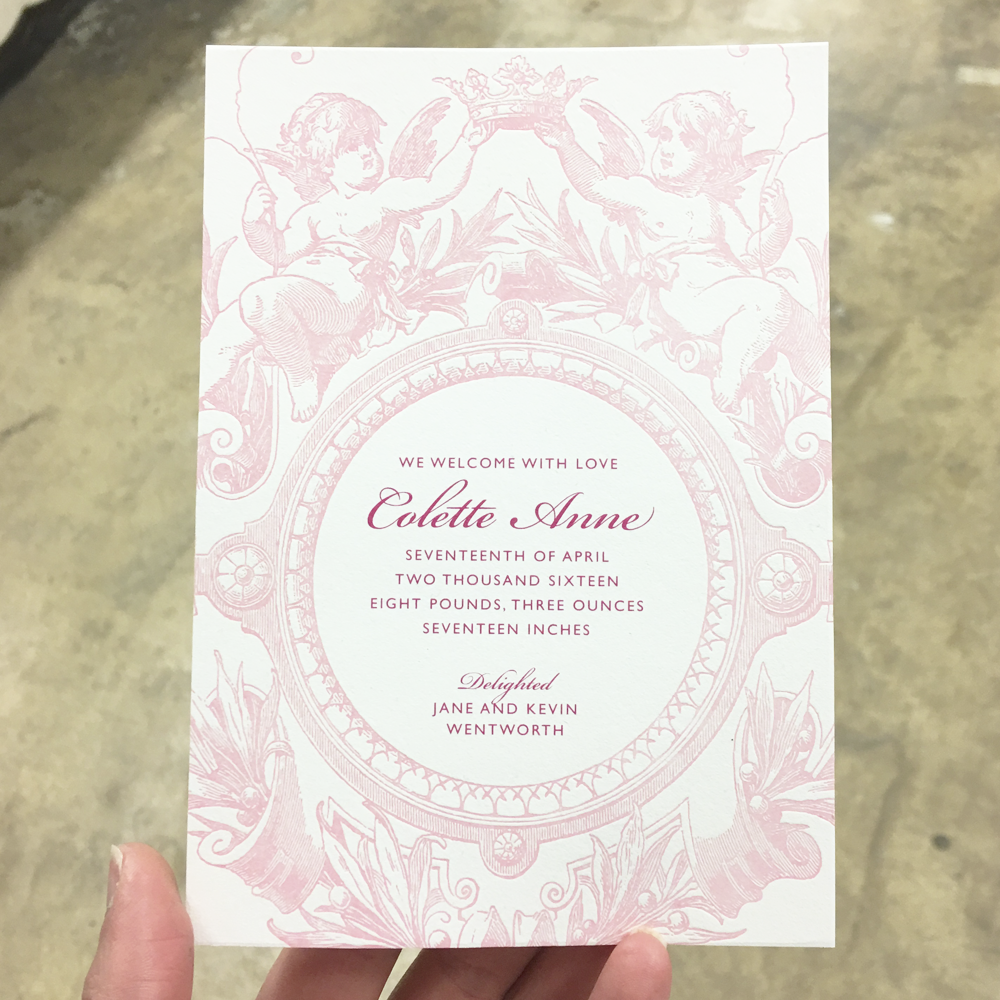 WE WELCOME WITH LOVE
Colette Anne
SEVENTEENTH OF APRIL
TWO THOUSAND SIXTEEN
EIGHT POUNDS, THREE OUNCES
SEVENTEEN INCHES
Delighted
JANE AND KEVIN
WENTWORTH